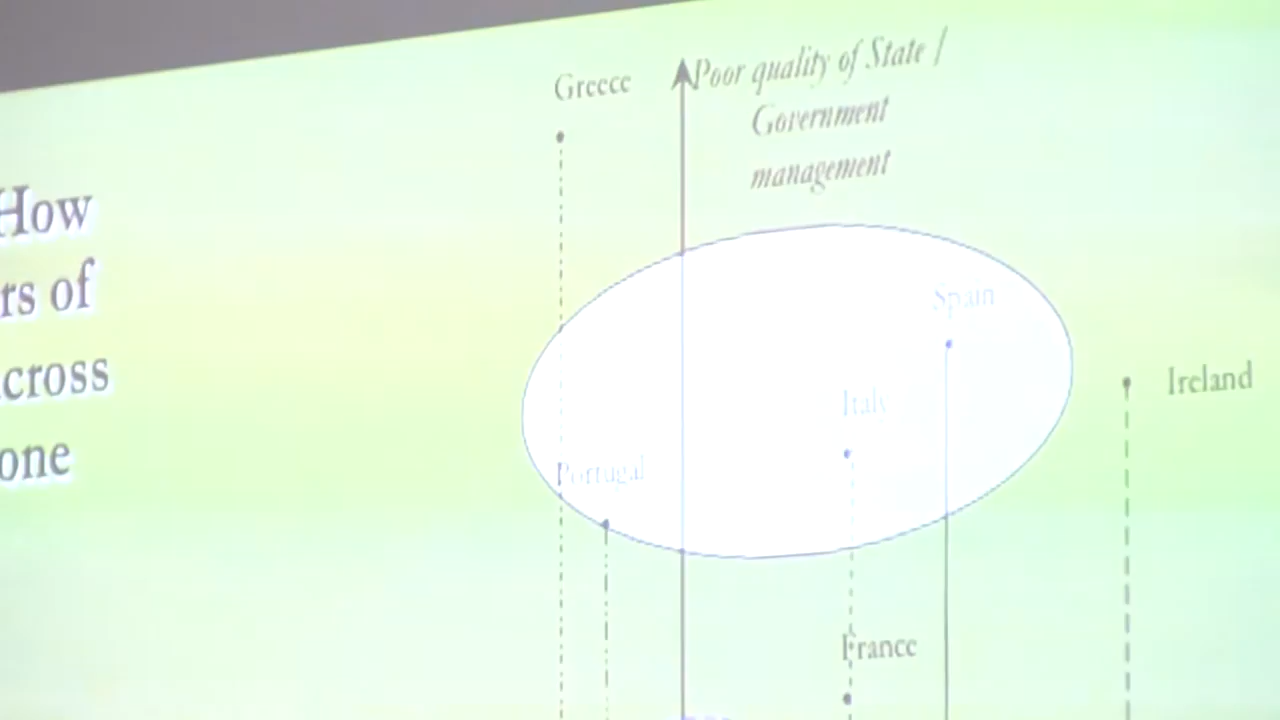 How
rs of
cross
one
Greece
Poor quality of State /
Government
management
Spain
Ireland
Italy
Portugal
France